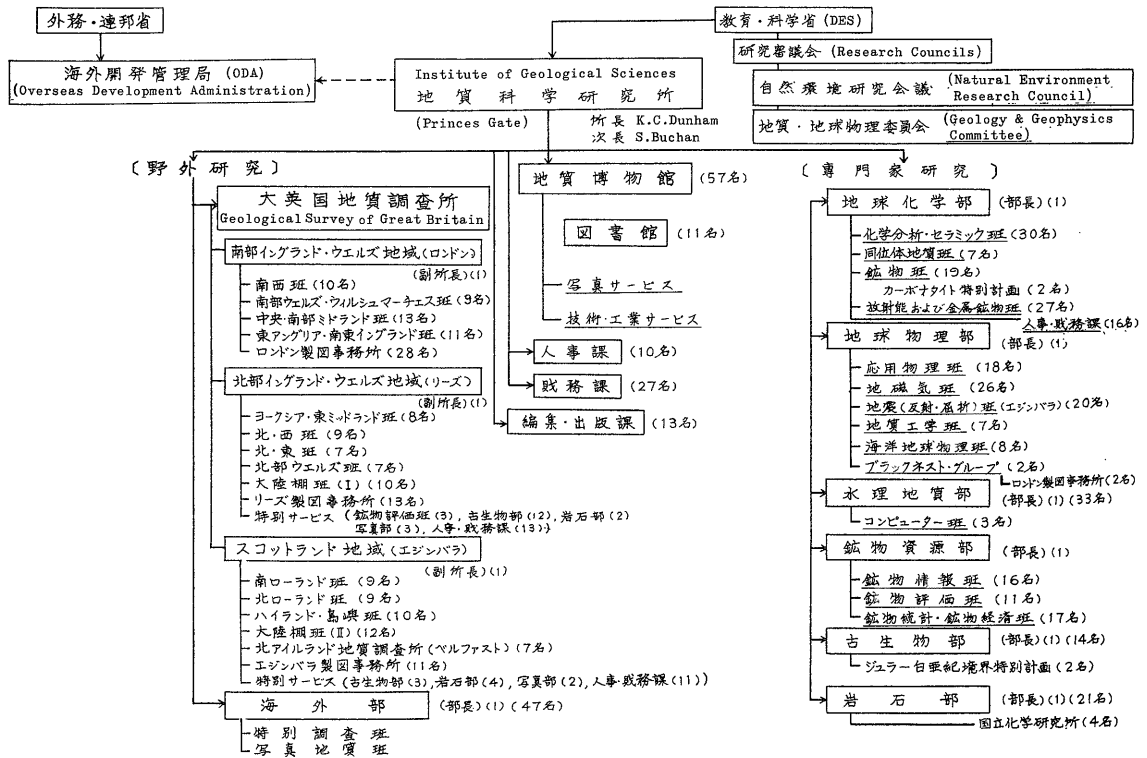 外務・連邦省
海外開発管理局 (ODA)
(Overseas Development Administration)
Institute of Geological Sciences
地質科学研究所
(Princes Gate)
所長 K.C.Dunham
次長 S.Buchan
教育・科学省 (DES)
研究審議会 (Research Councils)
自然環境研究会議 (Natural Environment Research Council)
地質・地球物理委員会 (Geology & Geophysics Committee)
〔野外研究〕
大英国地質調査所
Geological Survey of Great Britain
南部イングランド・ウエルズ地域(ロンドン)
(副所長)(1)
南西班 (10名)
南部ウェルズ・ウィルシュマーチェス班 (9名)
中央・南部ミドランド班 (13名)
東アングリア・南東イングランド班 (11名)
ロンドン製図事務所 (28名)
北部イングランド・ウエルズ地域(リーズ)
(副所長)(1)
ヨークシア・東ミッドランド班 (8名)
北・西班 (9名)
北・東班 (7名)
北部ウエルズ班 (7名)
大陸棚班 (I) (10名)
リーズ製図事務所 (13名)
特別サービス (鉱物評価班(3), 古生物部(12), 岩石部(2)
写真部(3), 人事・財務課(13))
スコットランド地域(エジンバラ)
(副所長)(1)
南ローランド班 (9名)
北ローランド班 (9名)
ハイランド・島嶼班 (10名)
大陸棚班(II) (12名)
北アイルランド地質調査所(ベルファスト) (7名)
エジンバラ製図事務所 (11名)
特別サービス (古生物部(3), 岩石部(4), 写真部(2), 人事・財務課(11))
海外部 (部長)(1) (47名)
特別調査班
写真地質班
地質博物館 (57名)
図書館 (11名)
写真サービス
技術・工業サービス
人事課 (10名)
財務課 (27名)
編集・出版課 (13名)
〔専門家研究〕
地球化学部 (部長)(1)
化学分析・セラミック班 (30名)
同位体地質班 (7名)
鉱物班 (19名)
カーボナタイト特別計画 (2名)
放射能および金属鉱物班 (27名)
人事・財務課 (16名)
地球物理部 (部長)(1)
応用物理班 (18名)
地磁気班 (26名)
地震(反射・屈折)班(エジンバラ) (20名)
地質工学班 (7名)
海洋地球物理班 (8名)
ブラックネスト・グループ (2名)
ロンドン製図事務所 (2名)
水理地質部 (部長)(1) (33名)
コンピューター班 (3名)
鉱物資源部 (部長)(1)
鉱物情報班 (16名)
鉱物評価班 (11名)
鉱物統計・鉱物経済班 (17名)
古生物部 (部長)(1) (14名)
ジュラー白亜紀境界特別計画 (2名)
岩石部 (部長)(1) (21名)
国立化学研究所 (4名)